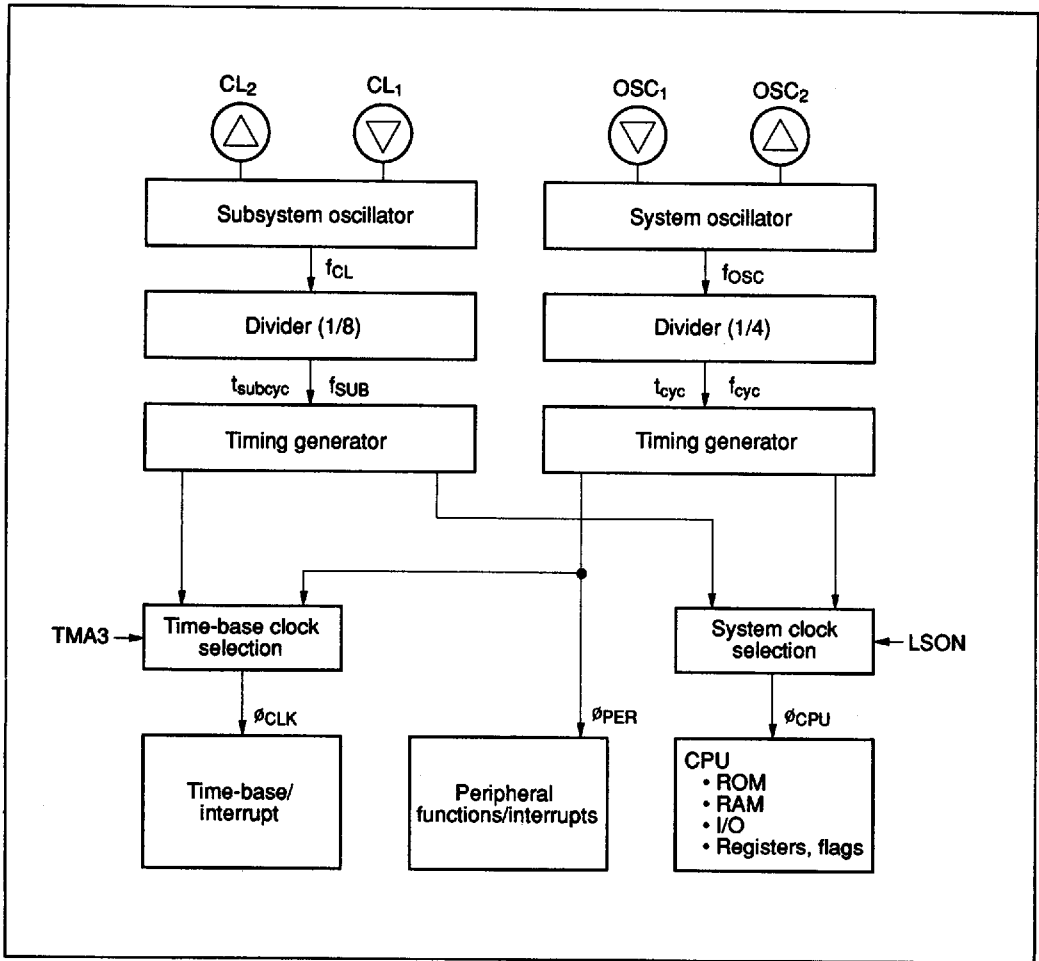 CL2
CL1
OSC1
OSC2
Subsystem oscillator
System oscillator
fCL
fOSC
Divider (1/8)
Divider (1/4)
tsubcyc
fSUB
tcyc
fcyc
Timing generator
Timing generator
TMA3
Time-base clock
selection
System clock
selection
LSON
øCLK
øPER
øCPU
Time-base/
interrupt
Peripheral
functions/interrupts
CPU
• ROM
• RAM
• I/O
• Registers, flags